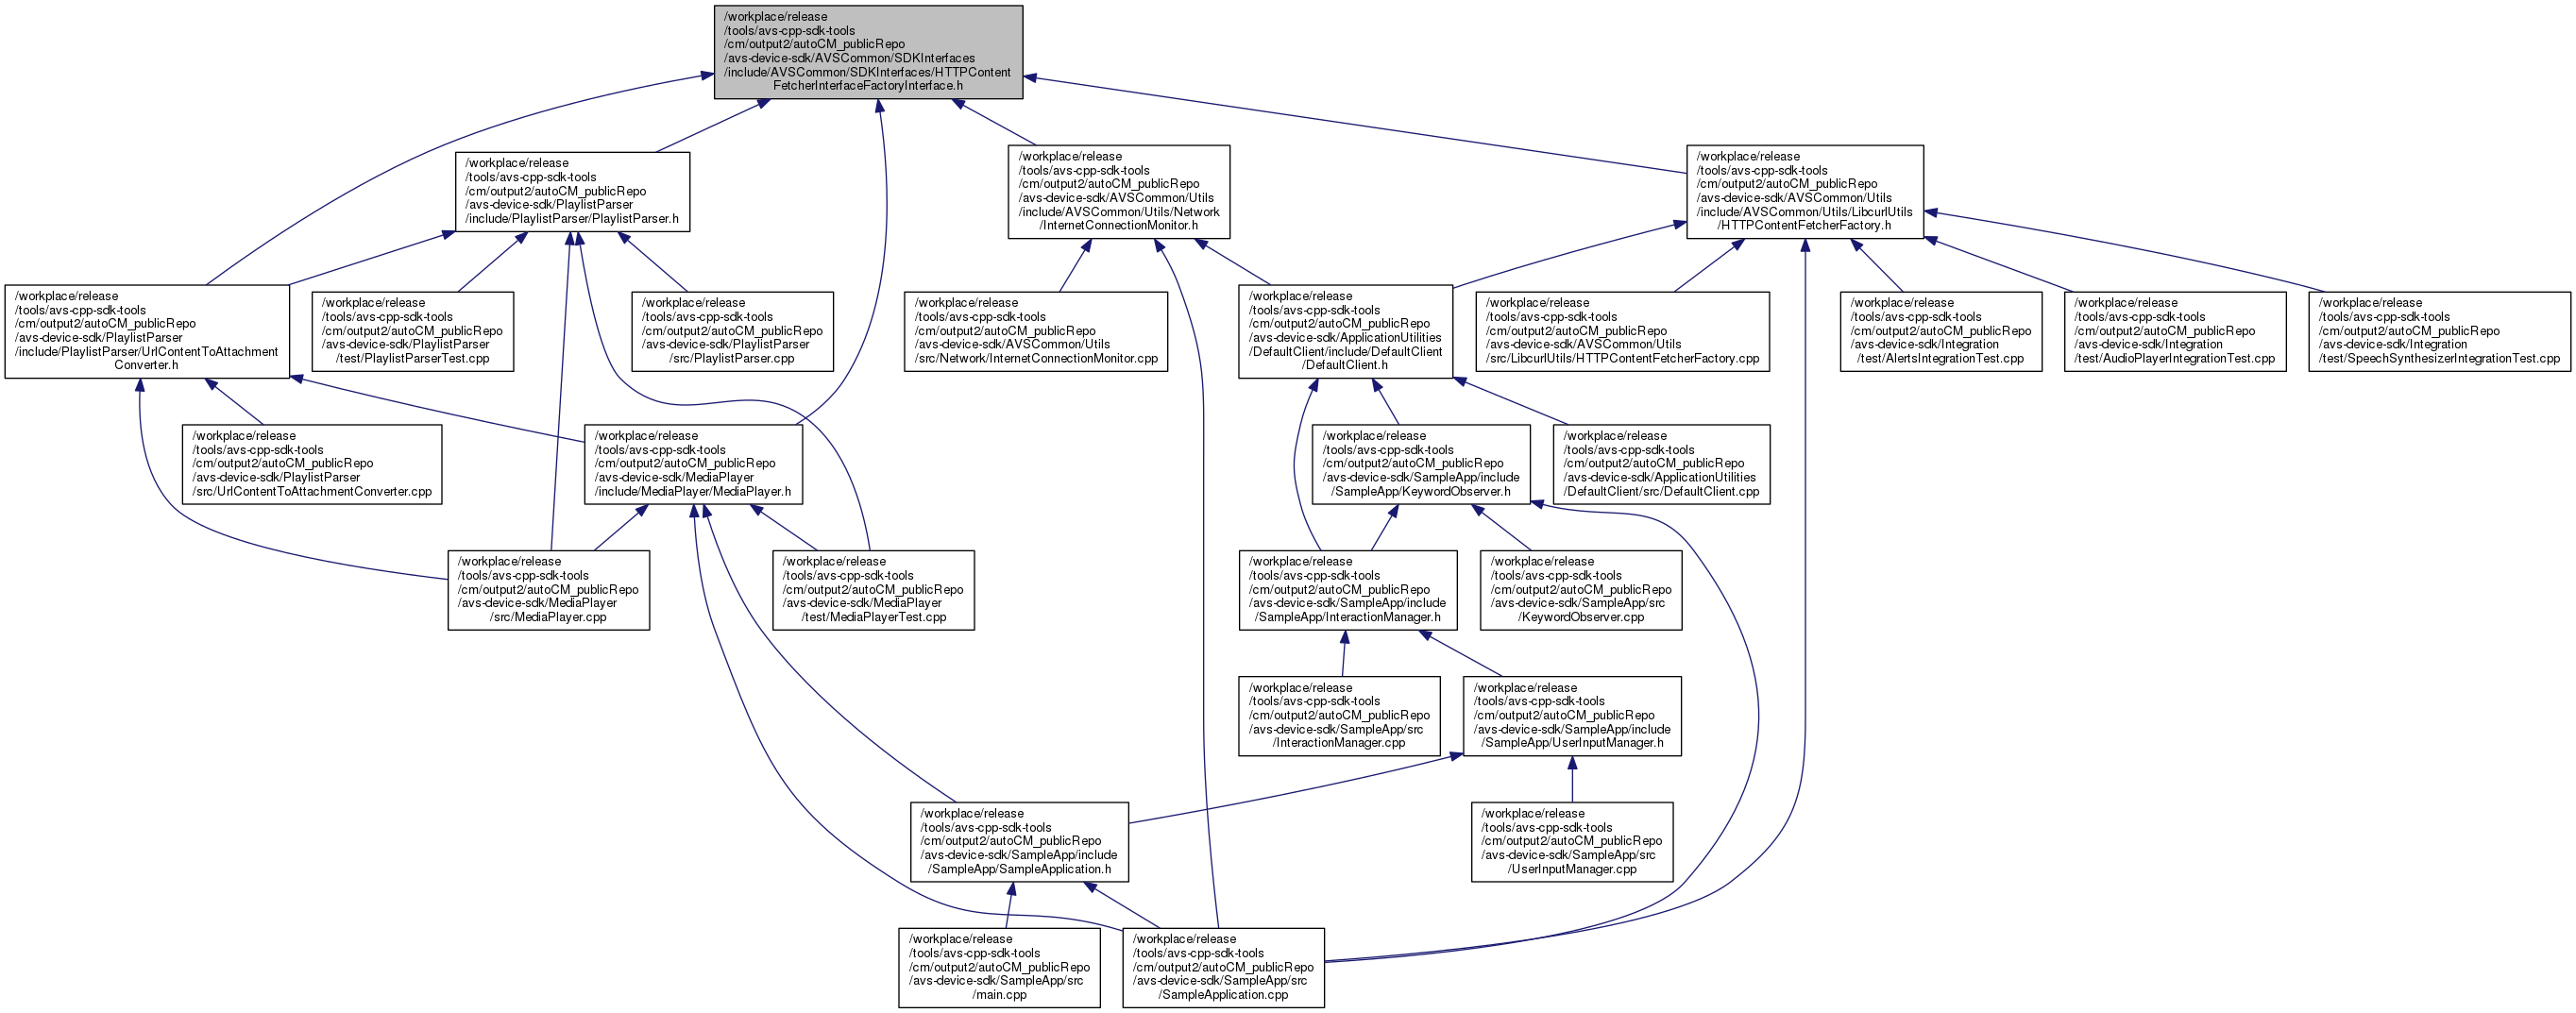 /workplace/release
/tools/avs-cpp-sdk-tools
/cm/output2/autoCM_publicRepo
/avs-device-sdk/AVSCommon/SDKInterfaces
/include/AVSCommon/SDKInterfaces/HTTPContent
FetcherInterfaceFactoryInterface.h
/workplace/release
/tools/avs-cpp-sdk-tools
/cm/output2/autoCM_publicRepo
/avs-device-sdk/PlaylistParser
/include/PlaylistParser/PlaylistParser.h
/workplace/release
/tools/avs-cpp-sdk-tools
/cm/output2/autoCM_publicRepo
/avs-device-sdk/AVSCommon/Utils
/include/AVSCommon/Utils/Network
/InternetConnectionMonitor.h
/workplace/release
/tools/avs-cpp-sdk-tools
/cm/output2/autoCM_publicRepo
/avs-device-sdk/AVSCommon/Utils
/include/AVSCommon/Utils/LibcurlUtils
/HTTPContentFetcherFactory.h
/workplace/release
/tools/avs-cpp-sdk-tools
/cm/output2/autoCM_publicRepo
/avs-device-sdk/PlaylistParser
/include/PlaylistParser/UrlContentToAttachment
Converter.h
/workplace/release
/tools/avs-cpp-sdk-tools
/cm/output2/autoCM_publicRepo
/avs-device-sdk/PlaylistParser
/test/PlaylistParserTest.cpp
/workplace/release
/tools/avs-cpp-sdk-tools
/cm/output2/autoCM_publicRepo
/avs-device-sdk/PlaylistParser
/src/PlaylistParser.cpp
/workplace/release
/tools/avs-cpp-sdk-tools
/cm/output2/autoCM_publicRepo
/avs-device-sdk/AVSCommon/Utils
/src/Network/InternetConnectionMonitor.cpp
/workplace/release
/tools/avs-cpp-sdk-tools
/cm/output2/autoCM_publicRepo
/avs-device-sdk/ApplicationUtilities
/DefaultClient/include/DefaultClient
/DefaultClient.h
/workplace/release
/tools/avs-cpp-sdk-tools
/cm/output2/autoCM_publicRepo
/avs-device-sdk/AVSCommon/Utils
/src/LibcurlUtils/HTTPContentFetcherFactory.cpp
/workplace/release
/tools/avs-cpp-sdk-tools
/cm/output2/autoCM_publicRepo
/avs-device-sdk/Integration
/test/AlertsIntegrationTest.cpp
/workplace/release
/tools/avs-cpp-sdk-tools
/cm/output2/autoCM_publicRepo
/avs-device-sdk/Integration
/test/AudioPlayerIntegrationTest.cpp
/workplace/release
/tools/avs-cpp-sdk-tools
/cm/output2/autoCM_publicRepo
/avs-device-sdk/Integration
/test/SpeechSynthesizerIntegrationTest.cpp
/workplace/release
/tools/avs-cpp-sdk-tools
/cm/output2/autoCM_publicRepo
/avs-device-sdk/PlaylistParser
/src/UrlContentToAttachmentConverter.cpp
/workplace/release
/tools/avs-cpp-sdk-tools
/cm/output2/autoCM_publicRepo
/avs-device-sdk/MediaPlayer
/include/MediaPlayer/MediaPlayer.h
/workplace/release
/tools/avs-cpp-sdk-tools
/cm/output2/autoCM_publicRepo
/avs-device-sdk/SampleApp/include
/SampleApp/KeywordObserver.h
/workplace/release
/tools/avs-cpp-sdk-tools
/cm/output2/autoCM_publicRepo
/avs-device-sdk/ApplicationUtilities
/DefaultClient/src/DefaultClient.cpp
/workplace/release
/tools/avs-cpp-sdk-tools
/cm/output2/autoCM_publicRepo
/avs-device-sdk/MediaPlayer
/src/MediaPlayer.cpp
/workplace/release
/tools/avs-cpp-sdk-tools
/cm/output2/autoCM_publicRepo
/avs-device-sdk/MediaPlayer
/test/MediaPlayerTest.cpp
/workplace/release
/tools/avs-cpp-sdk-tools
/cm/output2/autoCM_publicRepo
/avs-device-sdk/SampleApp/include
/SampleApp/InteractionManager.h
/workplace/release
/tools/avs-cpp-sdk-tools
/cm/output2/autoCM_publicRepo
/avs-device-sdk/SampleApp/src
/KeywordObserver.cpp
/workplace/release
/tools/avs-cpp-sdk-tools
/cm/output2/autoCM_publicRepo
/avs-device-sdk/SampleApp/src
/InteractionManager.cpp
/workplace/release
/tools/avs-cpp-sdk-tools
/cm/output2/autoCM_publicRepo
/avs-device-sdk/SampleApp/include
/SampleApp/UserInputManager.h
/workplace/release
/tools/avs-cpp-sdk-tools
/cm/output2/autoCM_publicRepo
/avs-device-sdk/SampleApp/include
/SampleApp/SampleApplication.h
/workplace/release
/tools/avs-cpp-sdk-tools
/cm/output2/autoCM_publicRepo
/avs-device-sdk/SampleApp/src
/UserInputManager.cpp
/workplace/release
/tools/avs-cpp-sdk-tools
/cm/output2/autoCM_publicRepo
/avs-device-sdk/SampleApp/src
/main.cpp
/workplace/release
/tools/avs-cpp-sdk-tools
/cm/output2/autoCM_publicRepo
/avs-device-sdk/SampleApp/src
/SampleApplication.cpp